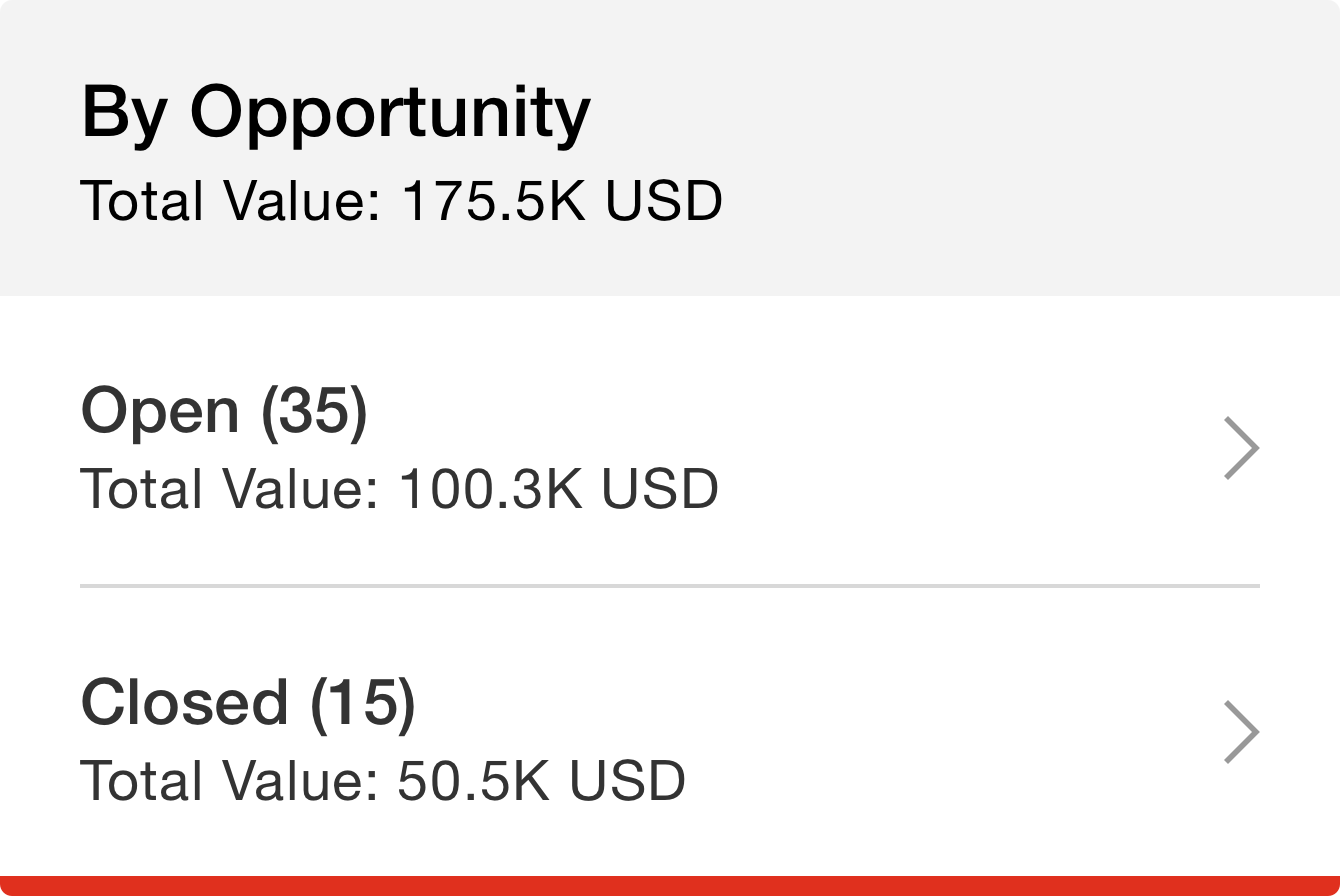 By Opportunity
Total Value: 175.5K USD
Open (35)
Total Value: 100.3K USD
Closed (15)
Total Value: 50.5K USD